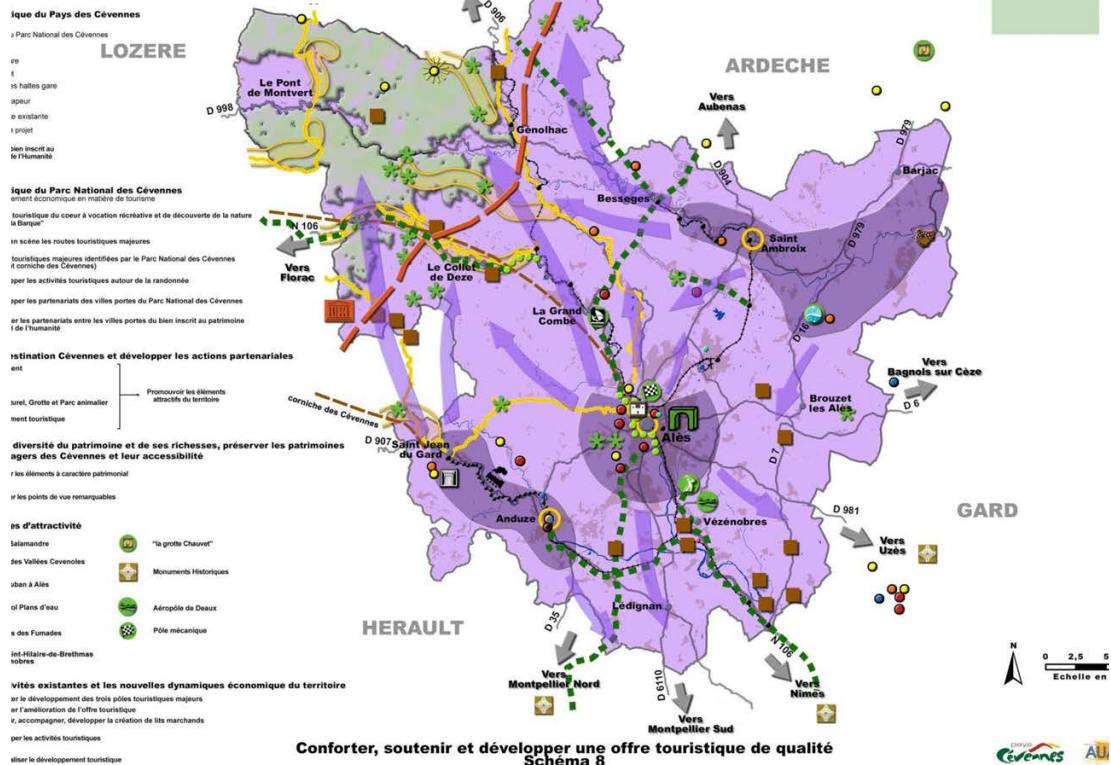 ique du Pays des Cévennes
Parc National des Cévennes
es haltes gare
apeur
e existante
projet
bien inscrit au
de l'Humanité
ique du Parc National des Cévennes
ement économique en matière de tourisme
touristique du coeur à vocation récréative et de découverte de la nature
la Barque"
en scène les routes touristiques majeures
touristiques majeures identifiées par le Parc National des Cévennes
t corniche des Cévennes)
pper les activités touristiques autour de la randonnée
pper les partenariats des villes portes du Parc National des Cévennes
er les partenariats entre les villes portes du bien inscrit au patrimoine
l de l'humanité
estination Cévennes et développer les actions partenariales
ent
Promouvoir les éléments
attractifs du territoire
urel, Grotte et Parc animalier
ment touristique
diversité du patrimoine et de ses richesses, préserver les patrimoines
agers des Cévennes et leur accessibilité
r les éléments à caractère patrimonial
er les points de vue remarquables
es d'attractivité
Salamandre
"la grotte Chauvet"
des Vallées Cevenoles
Monuments Historiques
uban à Alès
ol Plans d'eau
Aéropôle de Deaux
s des Fumades
Pôle mécanique
int-Hilaire-de-Brethmas
nobres
vités existantes et les nouvelles dynamiques économique du territoire
er le développement des trois pôles touristiques majeurs
er l'amélioration de l'offre touristique
ir, accompagner, développer la création de lits marchands
per les activités touristiques
aliser le développement touristique
LOZERE
ARDECHE
GARD
HERAULT
D 906
Le Pont
de Montvert
D 998
Génolhac
Vers
Aubenas
D 904
D 979
Barjac
Besseges
D 979
Saint
Ambroix
N 106
Vers
Florac
Le Collet
de Deze
La Grand
Combe
D 16
Vers
Bagnols sur Cèze
D 6
Brouzet
les Alès
corniche des Cévennes
Alès
D 907
Saint Jean
du Gard
D 7
Anduze
Vézénobres
D 981
Vers
Uzès
Lédignan
D 35
N 106
Vers
Montpellier Nord
D 6110
Vers
Nimes
Vers
Montpellier Sud
N
0 2,5 5
Echelle en
Conforter, soutenir et développer une offre touristique de qualité
Schéma 8
pays
Cévennes
AUA